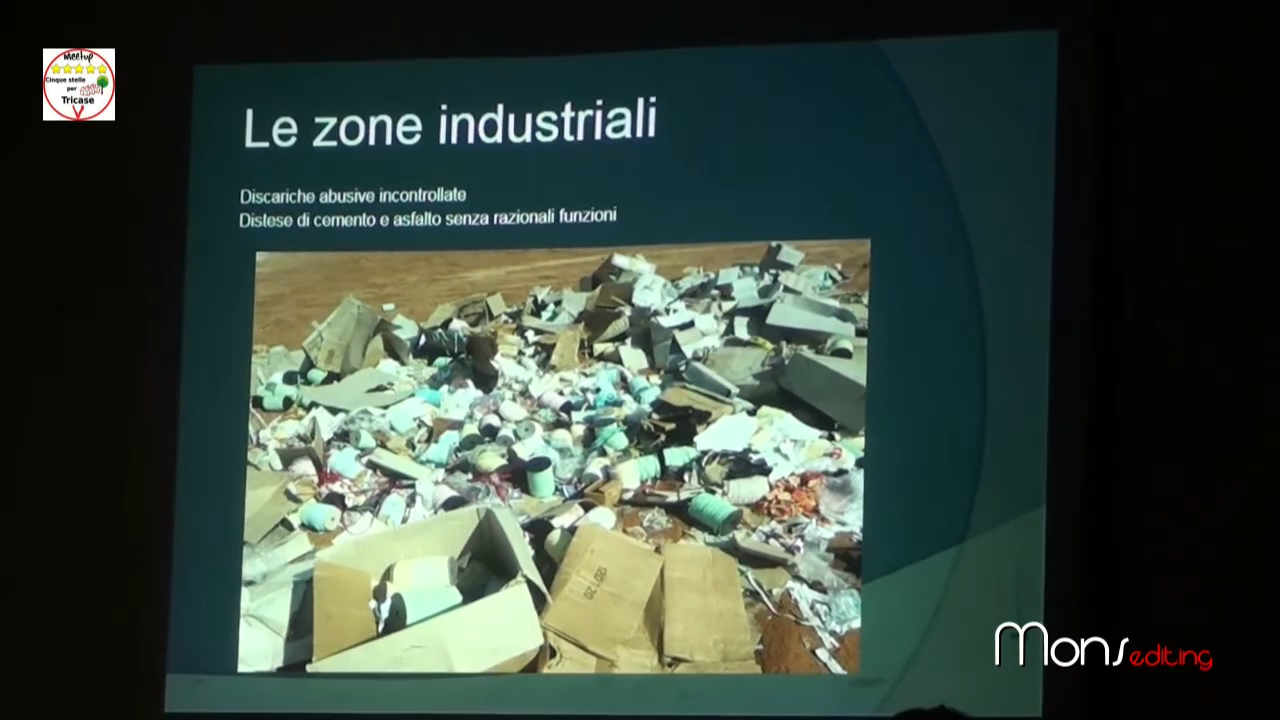 Meetup
Cinque stelle
per
Tricase
Le zone industriali
Discariche abusive incontrollate
Distese di cemento e asfalto senza razionali funzioni
Mons editing